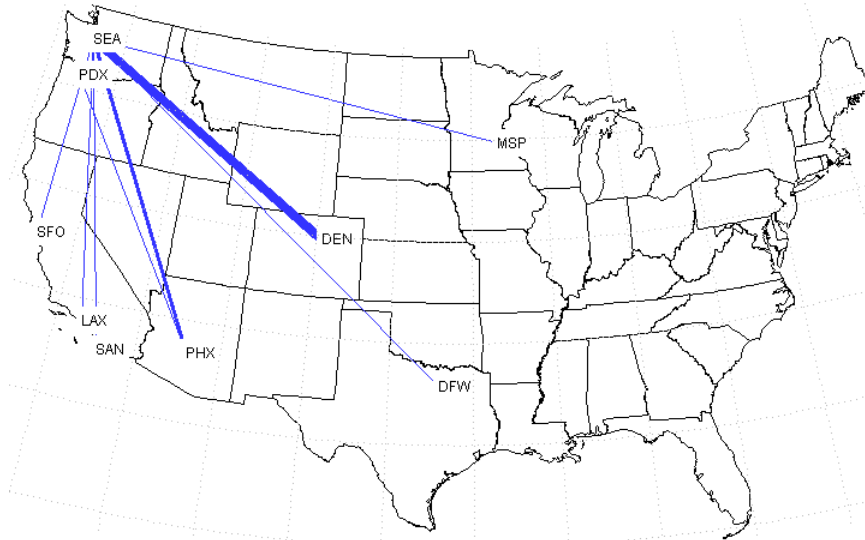 SEA
PDX
MSP
SFO
DEN
LAX
SAN
PHX
DFW